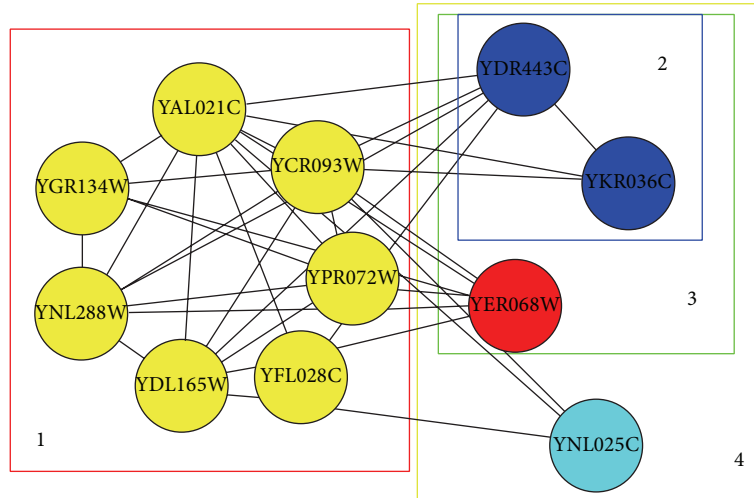 2
YDR443C
YAL021C
YCR093W
YGR134W
YKR036C
YPR072W
YNL288W
YER068W
3
YDL165W
YFL028C
1
YNL025C
4